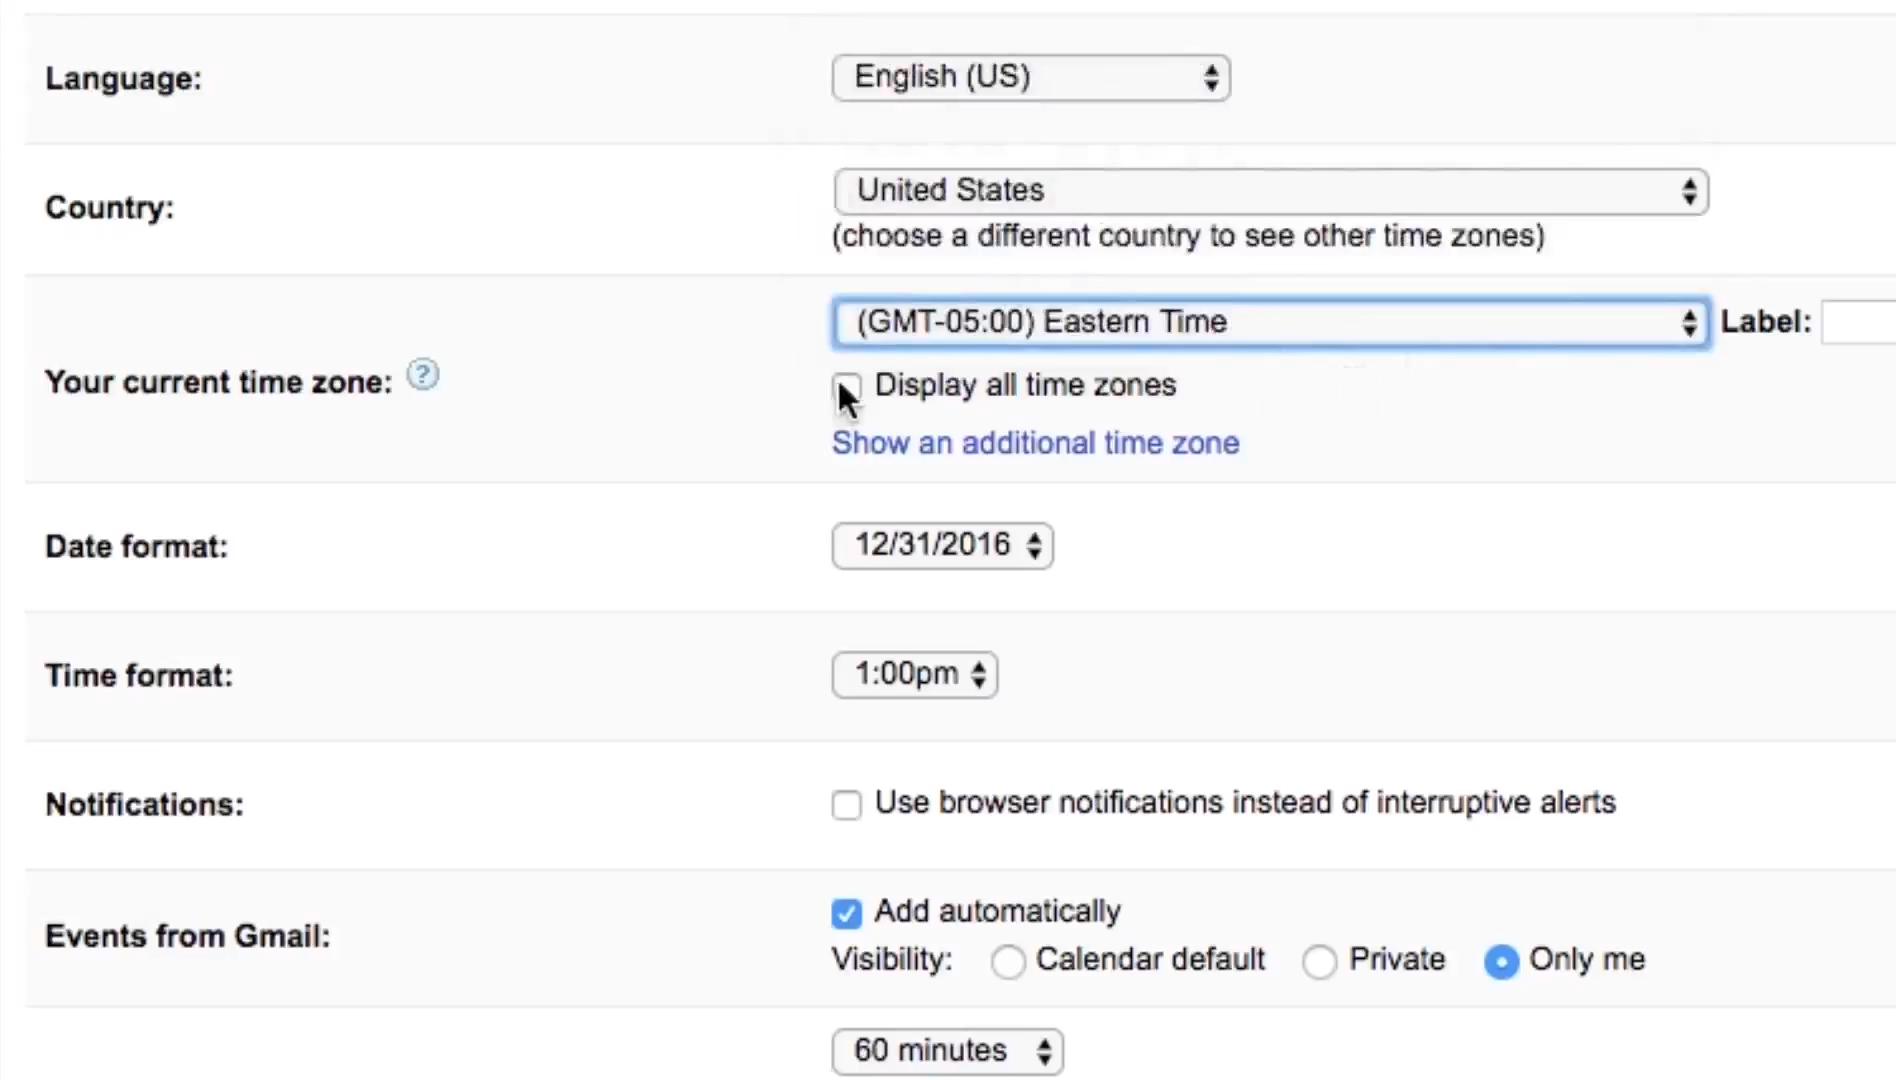 Language:
English (US)
Country:
United States
(choose a different country to see other time zones)
Your current time zone: ?
(GMT-05:00) Eastern Time
Label:
Display all time zones
Show an additional time zone
Date format:
12/31/2016
Time format:
1:00pm
Notifications:
Use browser notifications instead of interruptive alerts
Events from Gmail:
Add automatically
Visibility: Calendar default Private Only me
60 minutes